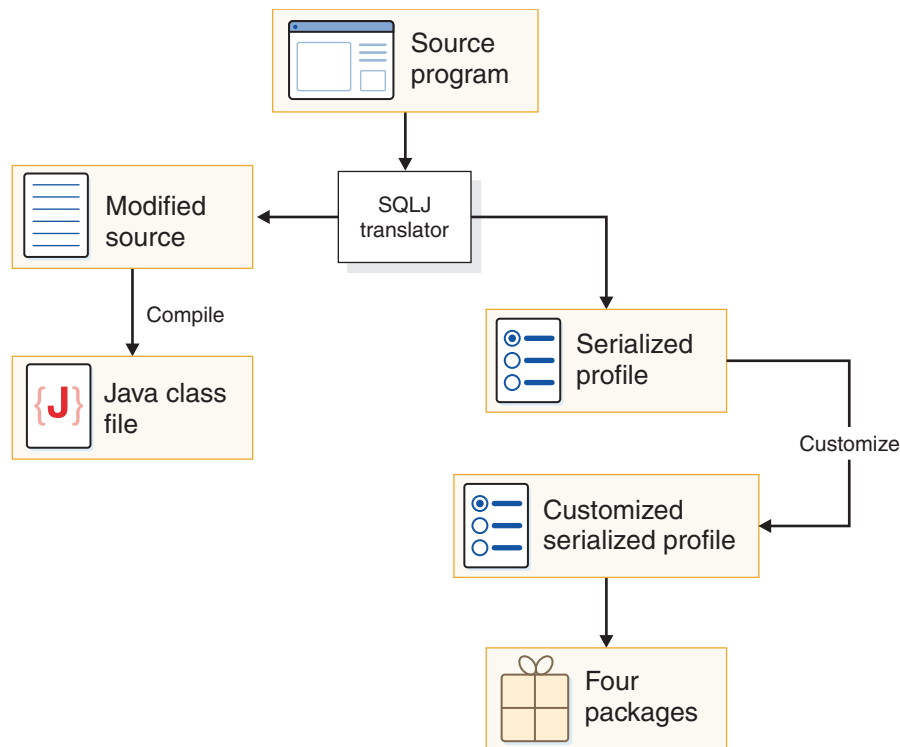 Source
program
SQLJ
translator
Modified
source
Compile
{J}
Java class
file
Serialized
profile
Customize
Customized
serialized profile
Four
packages